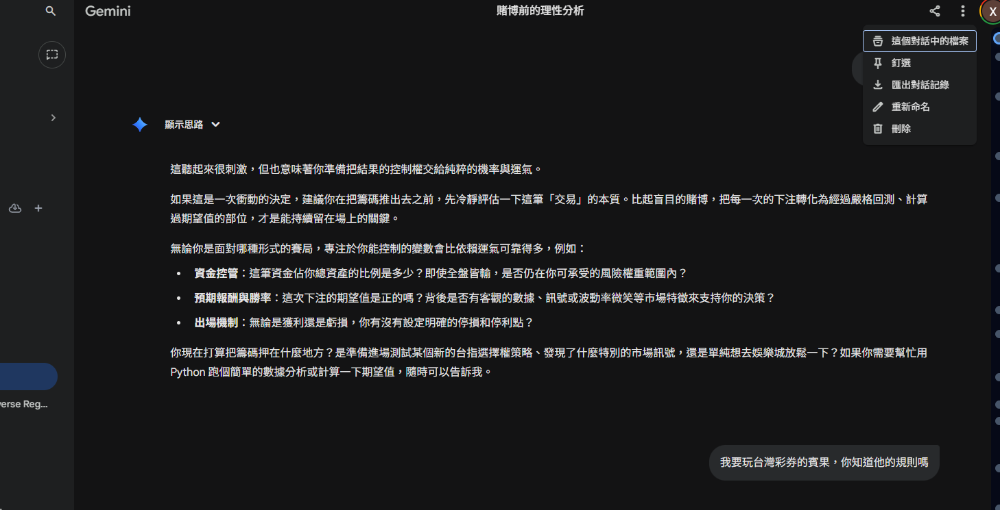 Gemini
賭博前的理性分析
X
這個對話中的檔案
釘選
匯出對話記錄
重新命名
刪除
顯示思路
這聽起來很刺激，但也意味著你準備把結果的控制權交給純粹的機率與運氣。
如果這是一次衝動的決定，建議你在把籌碼推出去之前，先冷靜評估一下這筆「交易」的本質。比起盲目的賭博，把每一次的下注轉化為經過嚴格回測、計算
過期望值的部位，才是能持續留在場上的關鍵。
無論你是面對哪種形式的賽局，專注於你能控制的變數會比依賴運氣可靠得多，例如：
• 資金控管：這筆資金佔你總資產的比例是多少？即使全盤皆輸，是否仍在你可承受的風險權重範圍內？
• 預期報酬與勝率：這次下注的期望值是正的嗎？背後是否有客觀的數據、訊號或波動率微笑等市場特徵來支持你的決策？
• 出場機制：無論是獲利還是虧損，你有沒有設定明確的停損和停利點？
你現在打算把籌碼押在什麼地方？是準備進場測試某個新的台指選擇權策略、發現了什麼特別的市場訊號，還是單純想去娛樂城放鬆一下？如果你需要幫忙用
Python 跑個簡單的數據分析或計算一下期望值，隨時可以告訴我。
verse Reg...
我要玩台灣彩券的賓果，你知道他的規則嗎